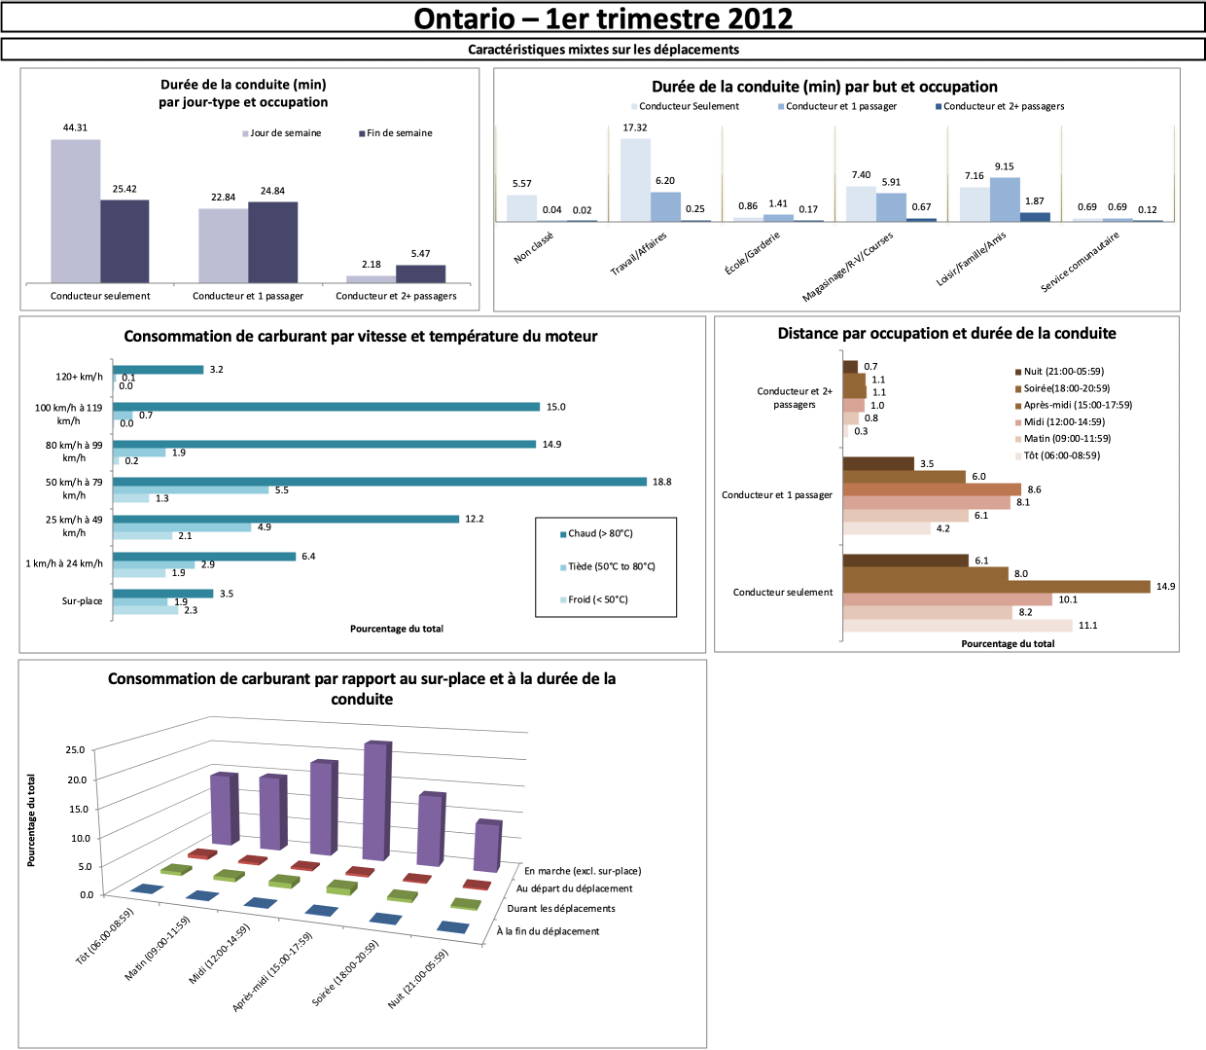 Ontario – 1er trimestre 2012
Caractéristiques mixtes sur les déplacements
Durée de la conduite (min)
par jour-type et occupation
Jour de semaine
Fin de semaine
44.31
25.42
22.84
24.84
2.18
5.47
Conducteur seulement
Conducteur et 1 passager
Conducteur et 2+ passagers
Durée de la conduite (min) par but et occupation
Conducteur Seulement
Conducteur et 1 passager
Conducteur et 2+ passagers
5.57
0.04
0.02
17.32
6.20
0.25
0.86
1.41
0.17
7.40
5.91
0.67
7.16
9.15
1.87
0.69
0.69
0.12
Non classé
Travail/Affaires
École/Garderie
Magasinage/R-V/Courses
Loisir/Famille/Amis
Service comunautaire
Consommation de carburant par vitesse et température du moteur
120+ km/h
3.2
0.1
0.0
100 km/h à 119
km/h
15.0
0.7
0.0
80 km/h à 99
km/h
14.9
1.9
0.2
50 km/h à 79
km/h
18.8
5.5
1.3
25 km/h à 49
km/h
12.2
4.9
2.1
1 km/h à 24 km/h
6.4
2.9
1.9
Sur-place
3.5
1.9
2.3
Chaud (> 80°C)
Tiède (50°C to 80°C)
Froid (< 50°C)
Pourcentage du total
Distance par occupation et durée de la conduite
Conducteur et 2+
passagers
0.7
1.1
1.1
1.0
0.8
0.3
Nuit (21:00-05:59)
Soirée(18:00-20:59)
Après-midi (15:00-17:59)
Midi (12:00-14:59)
Matin (09:00-11:59)
Tôt (06:00-08:59)
Conducteur et 1 passager
3.5
6.0
8.6
8.1
6.1
4.2
Conducteur seulement
6.1
8.0
14.9
10.1
8.2
11.1
Pourcentage du total
Consommation de carburant par rapport au sur-place et à la durée de la
conduite
Pourcentage du total
25.0
20.0
15.0
10.0
5.0
0.0
En marche (excl. sur-place)
Au départ du déplacement
Durant les déplacements
À la fin du déplacement
Tôt (06:00-08:59)
Matin (09:00-11:59)
Midi (12:00-14:59)
Après-midi (15:00-17:59)
Soirée (18:00-20:59)
Nuit (21:00-05:59)